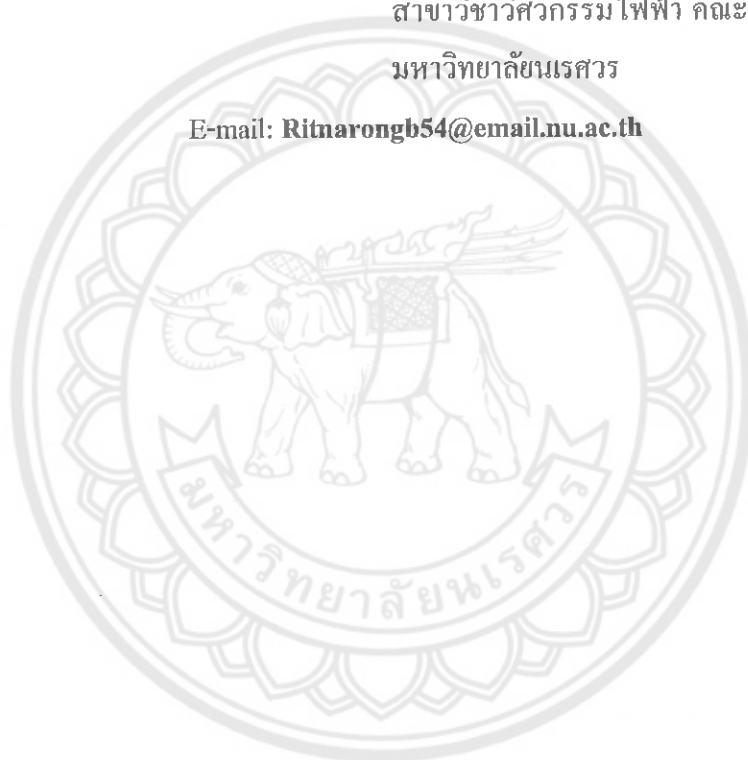 สาขาวิชาวิศวกรรมไฟฟ้า คณะ
มหาวิทยาลัยนเรศวร
E-mail: Ritnarongb54@email.nu.ac.th
มหาวิทยาลัยนเรศวร